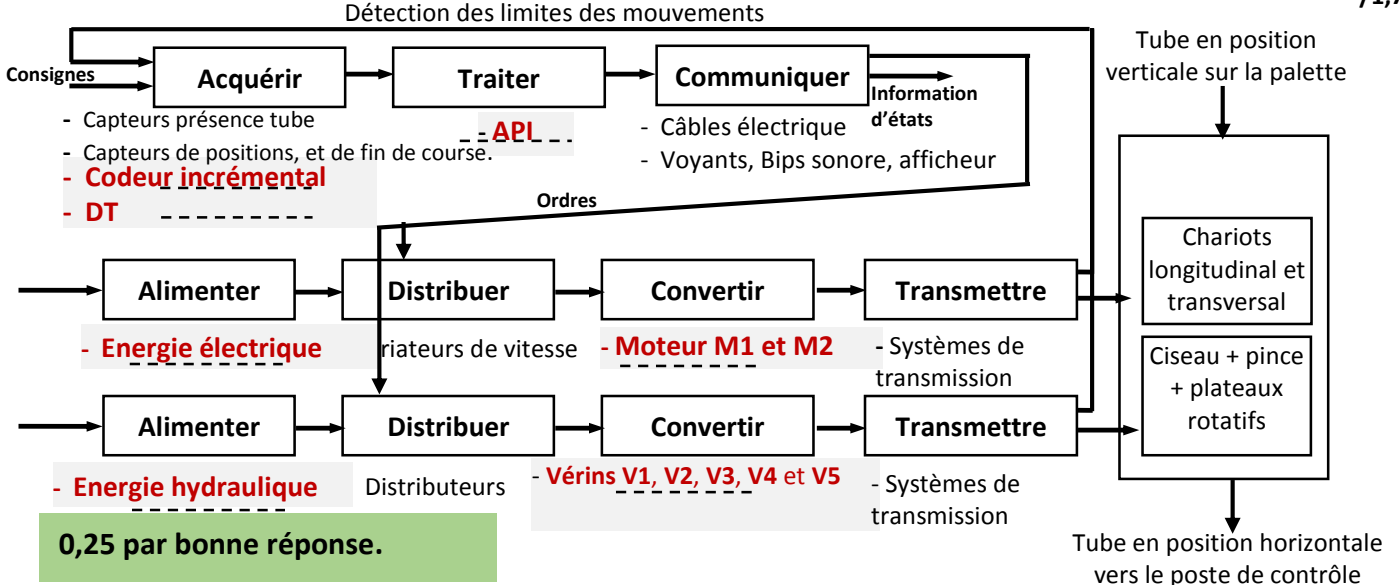 /1,
Détection des limites des mouvements
Tube en position
verticale sur la palette
Consignes
Acquérir
Traiter
Communiquer
Information
d'états
- Capteurs présence tube
- Capteurs de positions, et de fin de course.
- Codeur incrémental
- DT
- API
- Câbles électrique
- Voyants, Bips sonore, afficheur
Ordres
Alimenter
Distribuer
Convertir
Transmettre
- Energie électrique
riateurs de vitesse
- Moteur M1 et M2
- Systèmes de
transmission
Chariots
longitudinal et
transversal
Ciseau + pince
+ plateaux
rotatifs
Alimenter
Distribuer
Convertir
Transmettre
- Energie hydraulique
Distributeurs
- Vérins V1, V2, V3, V4 et V5
- Systèmes de
transmission
0,25 par bonne réponse.
Tube en position horizontale
vers le poste de contrôle